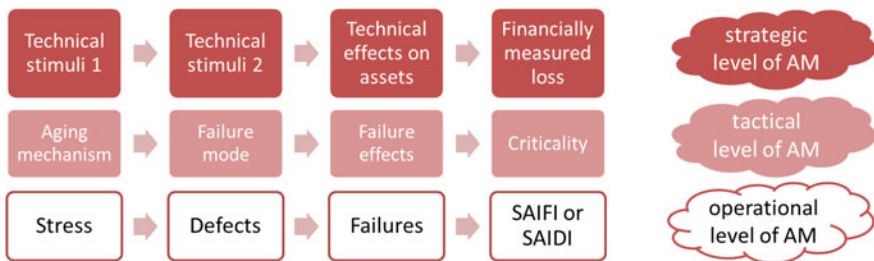 Technical
stimuli 1
Technical
stimuli 2
Technical
effects on
assets
Financially
measured
loss
strategic
level of AM
Aging
mechanism
Failure
mode
Failure
effects
Criticality
tactical
level of AM
Stress
Defects
Failures
SAIFI or
SAIDI
operational
level of AM